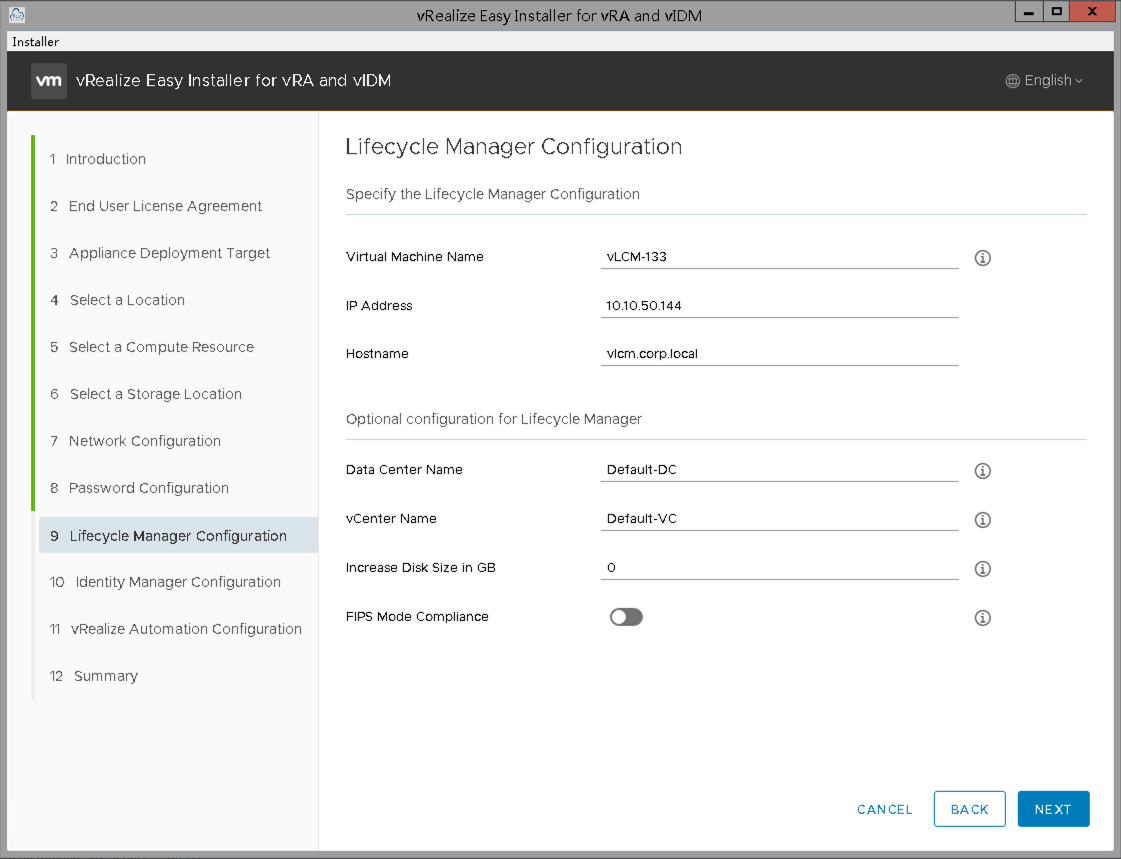 vRealize Easy Installer for vRA and vIDM
Installer
vm vRealize Easy Installer for vRA and vIDM
English
1 Introduction
2 End User License Agreement
3 Appliance Deployment Target
4 Select a Location
5 Select a Compute Resource
6 Select a Storage Location
7 Network Configuration
8 Password Configuration
9 Lifecycle Manager Configuration
10 Identity Manager Configuration
11 vRealize Automation Configuration
12 Summary
Lifecycle Manager Configuration
Specify the Lifecycle Manager Configuration
Virtual Machine Name vLCM-133
IP Address 10.10.50.144
Hostname vlcm.corp.local
Optional configuration for Lifecycle Manager
Data Center Name Default-DC
vCenter Name Default-VC
Increase Disk Size in GB 0
FIPS Mode Compliance
CANCEL BACK NEXT